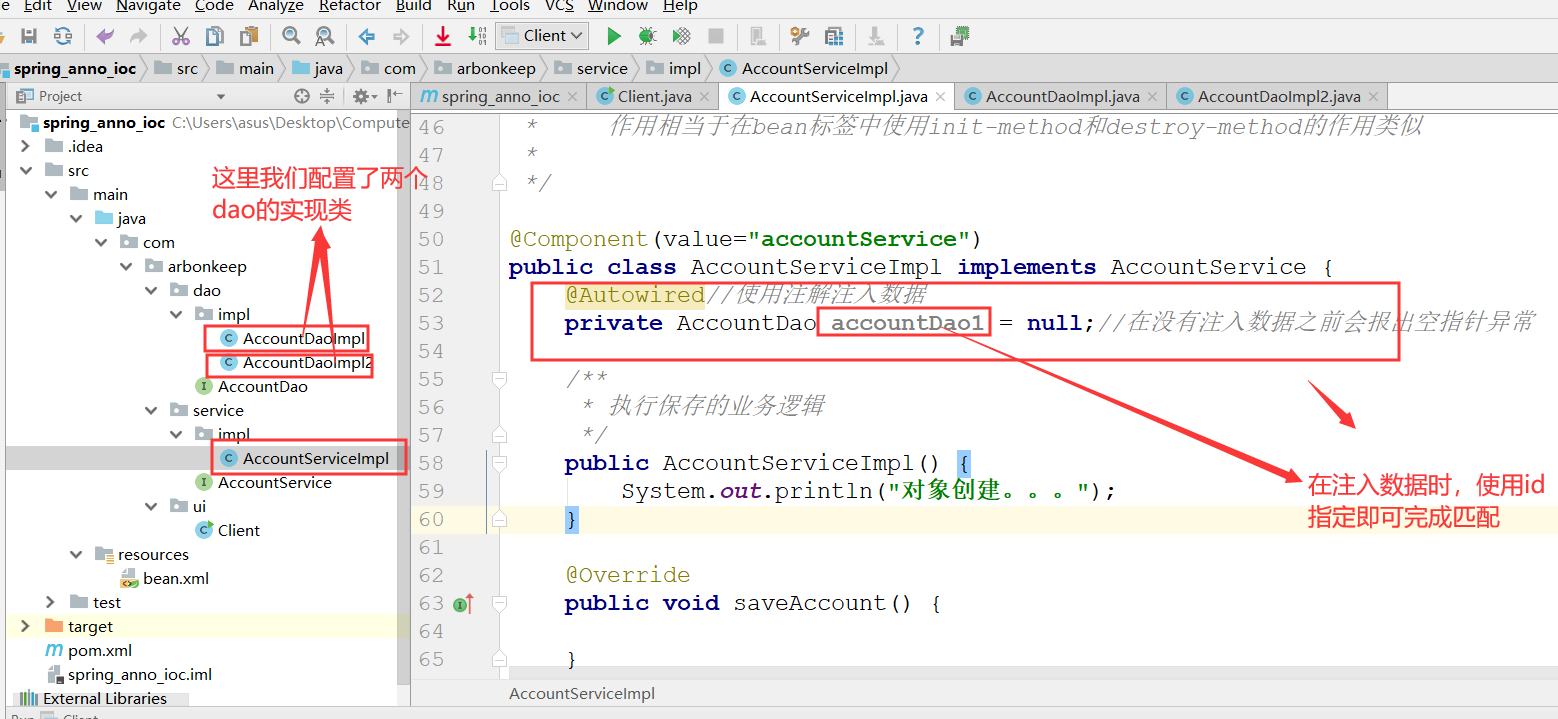 Edit View Navigate Code Analyze Refactor Build Run Tools VCS Window Help
Client
spring_anno_ioc src main java com arbonkeep service impl AccountServiceImpl
Project
spring_anno_ioc Client.java AccountServiceImpl.java AccountDaoImpl.java AccountDaoImpl2.java
spring_anno_ioc C:\Users\asus\Desktop\Compute
.idea
src
main
java
com
arbonkeep
dao
impl
AccountDaoImpl
AccountDaoImpl2
AccountDao
service
impl
AccountServiceImpl
AccountService
ui
Client
resources
bean.xml
test
target
pom.xml
spring_anno_ioc.iml
External Libraries
这里我们配置了两个
dao的实现类
46 * 作用相当于在bean标签中使用init-method和destroy-method的作用类似
47 *
48 */
49
50 @Component(value="accountService")
51 public class AccountServiceImpl implements AccountService {
52 @Autowired//使用注解注入数据
53 private AccountDao accountDao1 = null;//在没有注入数据之前会报出空指针异常
54
55 /**
56 * 执行保存的业务逻辑
57 */
58 public AccountServiceImpl() {
59 System.out.println("对象创建。。。");
60 }
61
62 @Override
63 public void saveAccount() {
64
65 }
在注入数据时，使用id
指定即可完成匹配
AccountServiceImpl